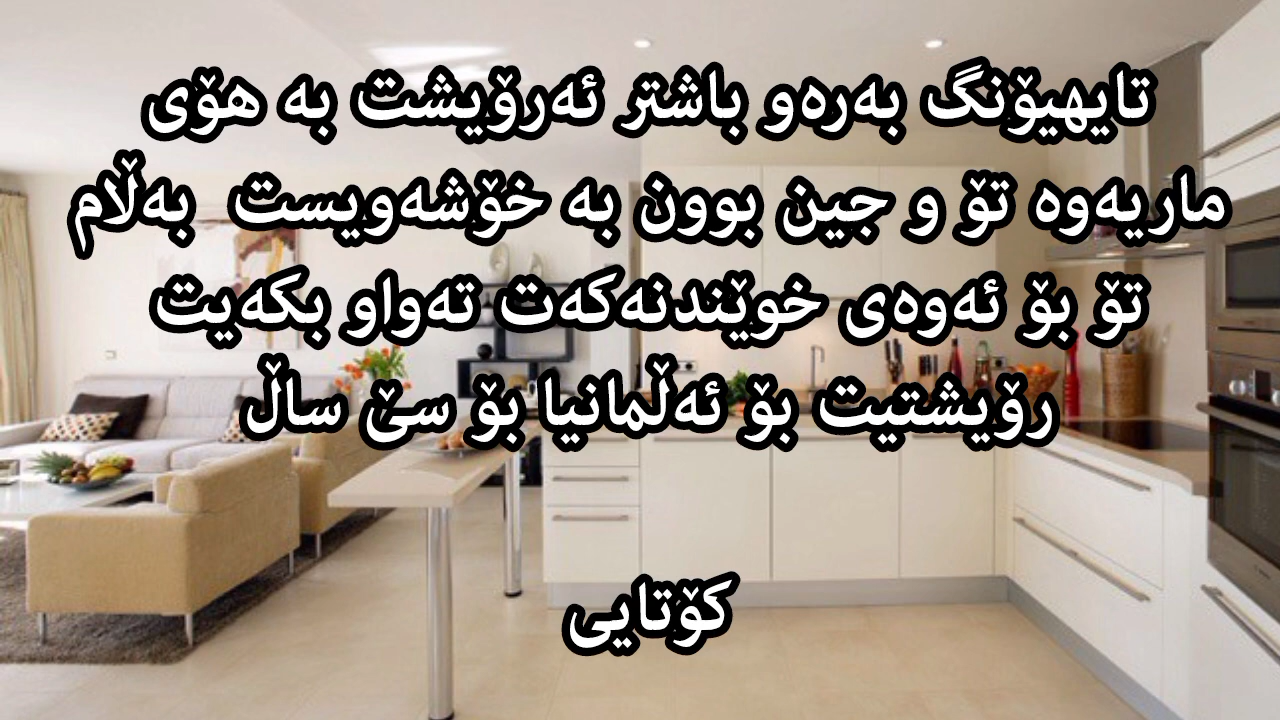 تایهیۆنگ بەرەو باشتر ئەرۆیشت بە هۆی
ماریەوە تۆ و جین بوون بە خۆشەویست  بەڵام
تۆ بۆ ئەوەی خوێندنەکەت تەواو بکەیت
رۆیشتیت بۆ ئەڵمانیا بۆ سێ ساڵ
کۆتایی